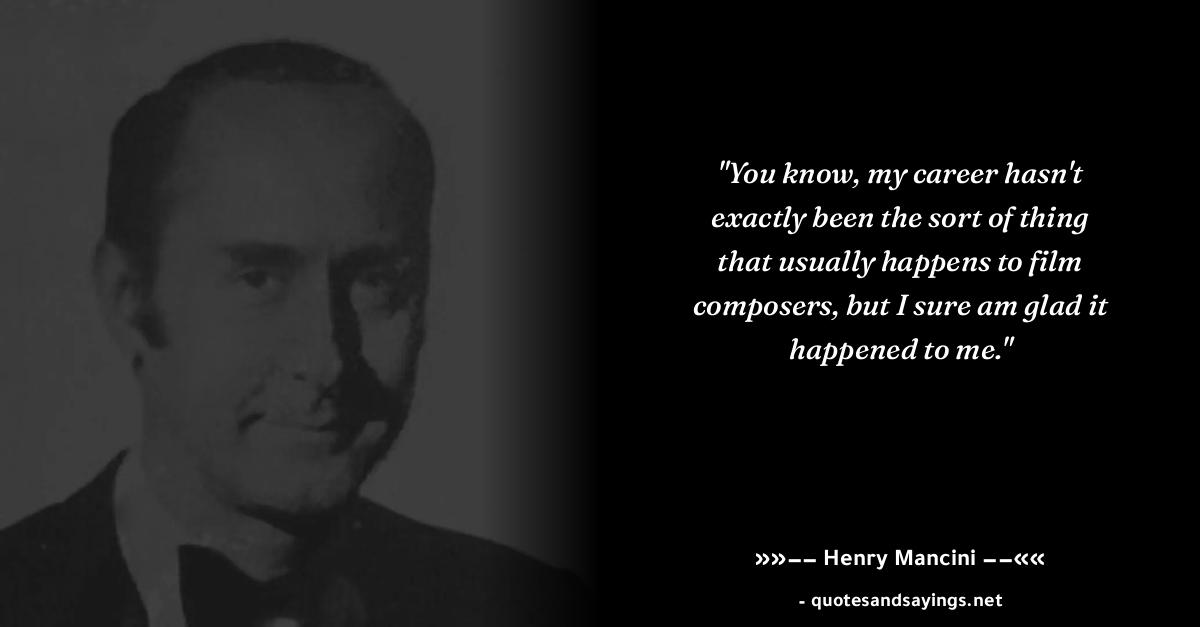 "You know, my career hasn't
exactly been the sort of thing
that usually happens to film
composers, but I sure am glad it
happened to me."
»»−− Henry Mancini −−««
- quotesandsayings.net